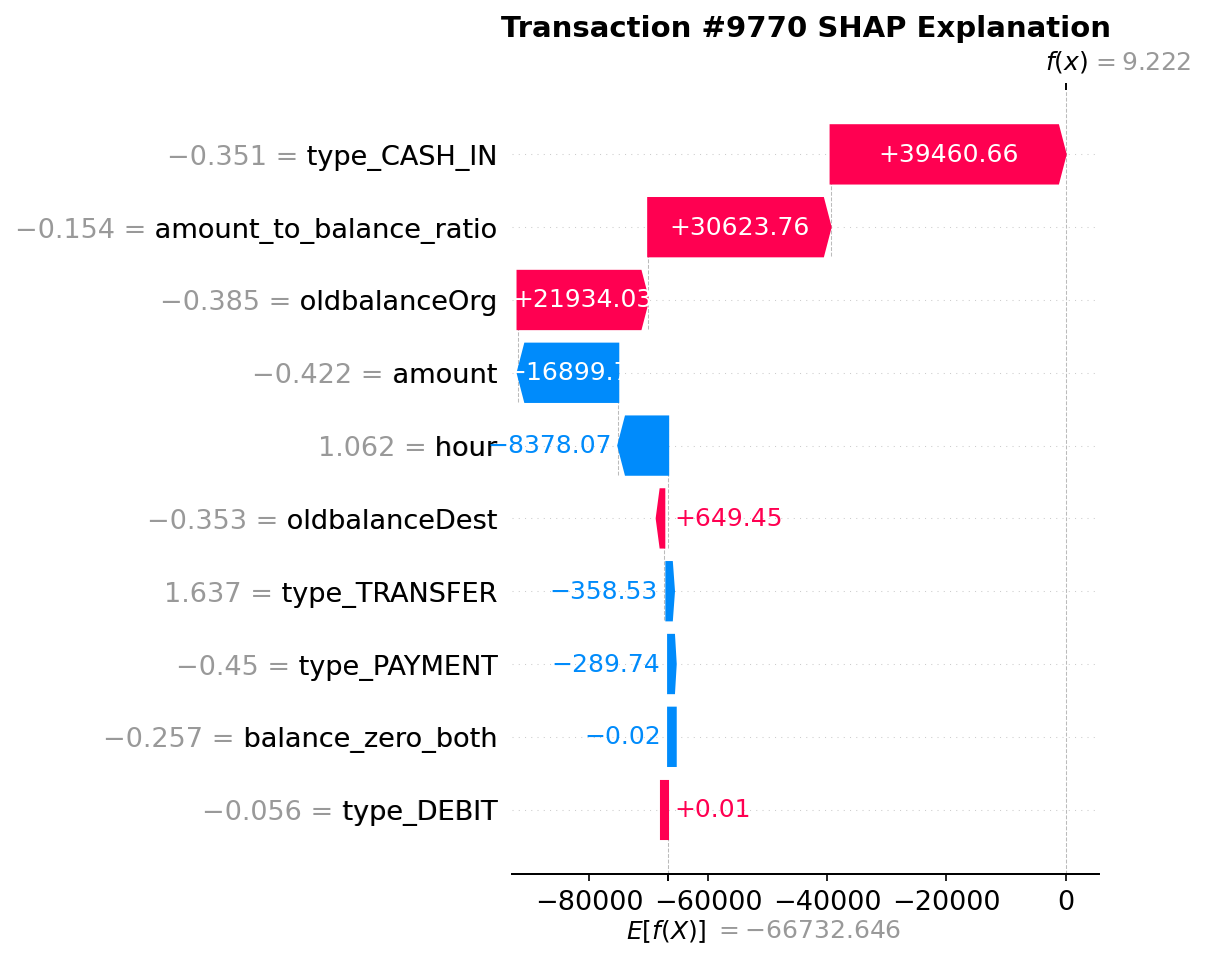 Transaction #9770 SHAP Explanation
f(x) = 9.222
−0.351 = type_CASH_IN +39460.66
−0.154 = amount_to_balance_ratio +30623.76
−0.385 = oldbalanceOrg +21934.03
−0.422 = amount −16899.7
1.062 = hour −8378.07
−0.353 = oldbalanceDest +649.45
1.637 = type_TRANSFER −358.53
−0.45 = type_PAYMENT −289.74
−0.257 = balance_zero_both −0.02
−0.056 = type_DEBIT +0.01
−80000 −60000 −40000 −20000 0
E[f(X)] = −66732.646